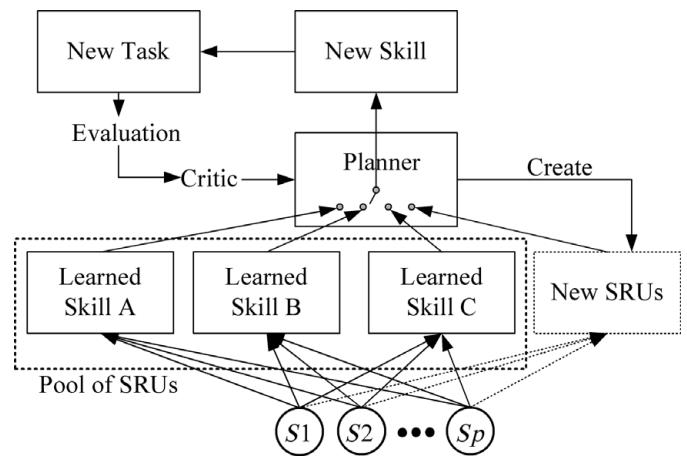 New Task
New Skill
Evaluation
Critic
Planner
Create
Learned
Skill A
Learned
Skill B
Learned
Skill C
New SRUs
Pool of SRUs
S1
S2
Sp